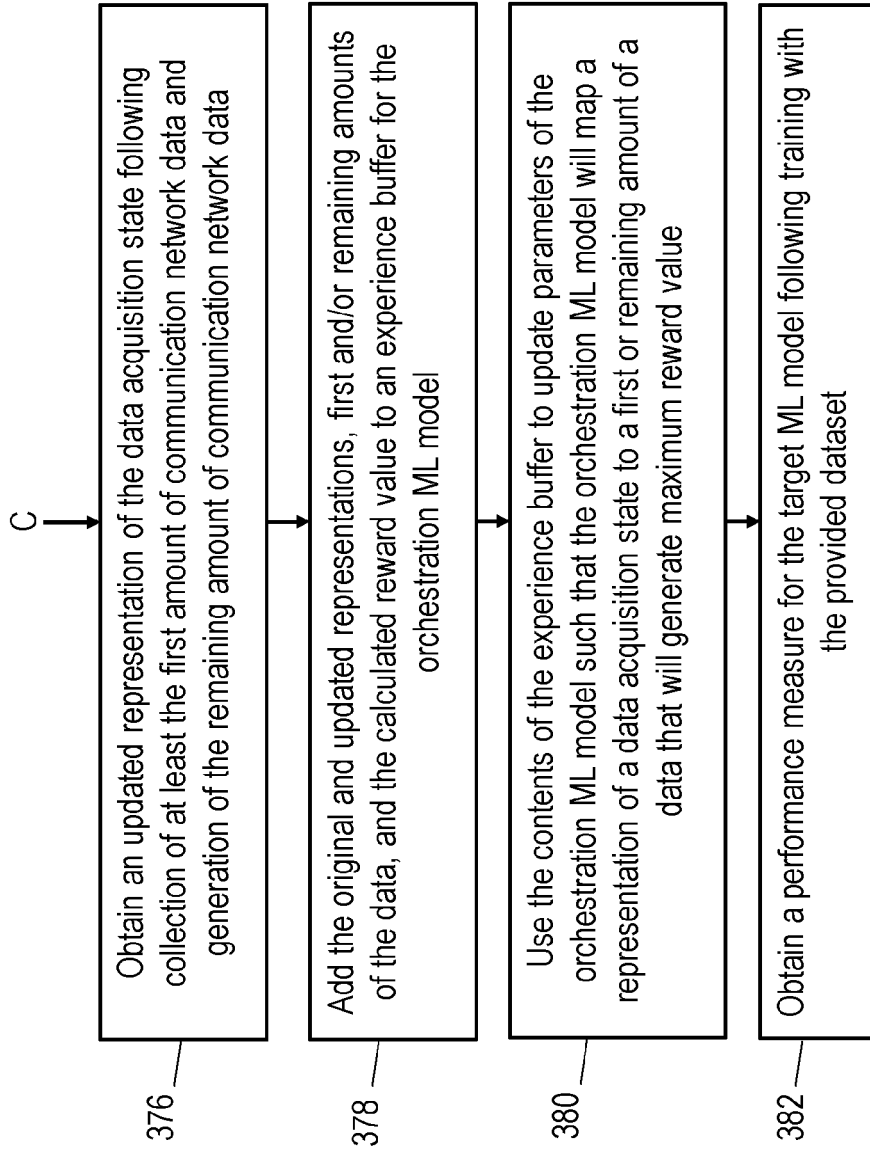 C
376
Obtain an updated representation of the data acquisition state following
collection of at least the first amount of communication network data and
generation of the remaining amount of communication network data
378
Add the original and updated representations, first and/or remaining amounts
of the data, and the calculated reward value to an experience buffer for the
orchestration ML model
380
Use the contents of the experience buffer to update parameters of the
orchestration ML model such that the orchestration ML model will map a
representation of a data acquisition state to a first or remaining amount of a
data that will generate maximum reward value
382
Obtain a performance measure for the target ML model following training with
the provided dataset